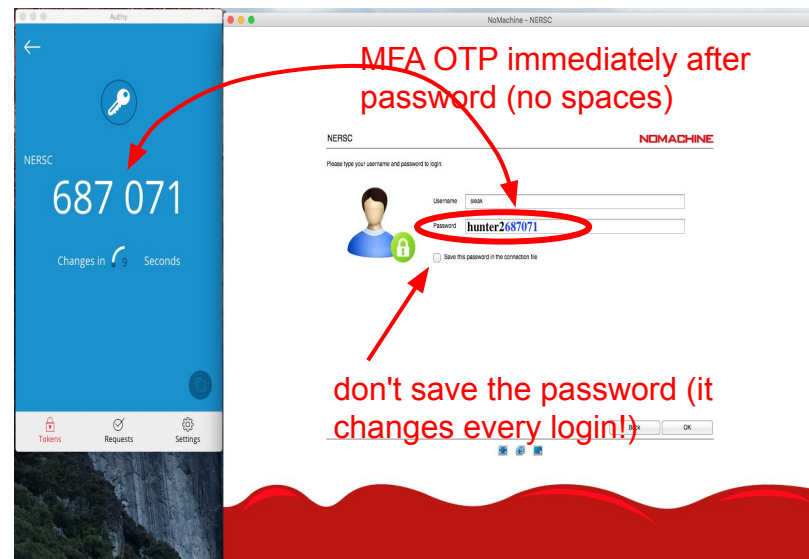 Authy
NoMachine - NERSC
MFA OTP immediately after
password (no spaces)
NERSC
NOMACHINE
Please type your username and password to login.
NERSC
687 071
Username
sleak
Password
hunter2687071
Changes in 9 Seconds
Save this password in the connection file
don't save the password (it
changes every login!)
Back
OK
Tokens
Requests
Settings